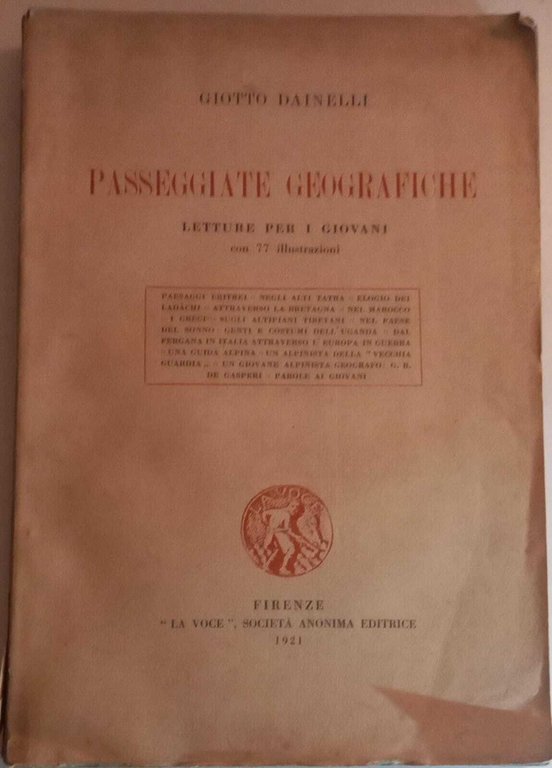 GIOTTO DAINELLI
PASSEGGIATE GEOGRAFICHE
LETTURE PER I GIOVANI
con 77 illustrazioni
PAESAGGI ERITREI - NEGLI ALTI TATRA - ELOGIO DEI
LADACHI - ATTRAVERSO LA BRETAGNA - NEL MAROCCO
- I GRECI - SUGLI ALTIPIANI TIBETANI - NEL PAESE
DEL SONNO - GENTI E COSTUMI DELL'UGANDA - DAL
FERGANA IN ITALIA ATTRAVERSO L'EUROPA IN GUERRA
- UNA GUIDA ALPINA - UN ALPINISTA DELLA "VECCHIA
GUARDIA„ - UN GIOVANE ALPINISTA GEOGRAFO: G. B.
DE GASPERI - PAROLE AI GIOVANI
LA VOCE
FIRENZE
"LA VOCE", SOCIETÀ ANONIMA EDITRICE
1921